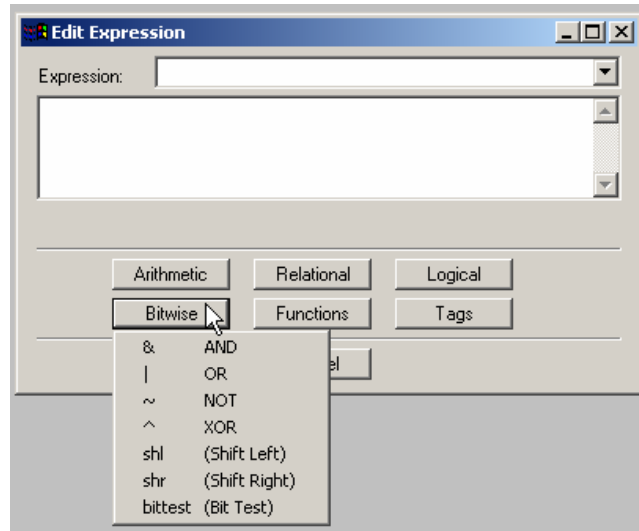 Edit Expression
Expression:
Arithmetic Relational Logical
Bitwise Functions Tags
& AND
| OR
~ NOT
^ XOR
shl (Shift Left)
shr (Shift Right)
bittest (Bit Test)